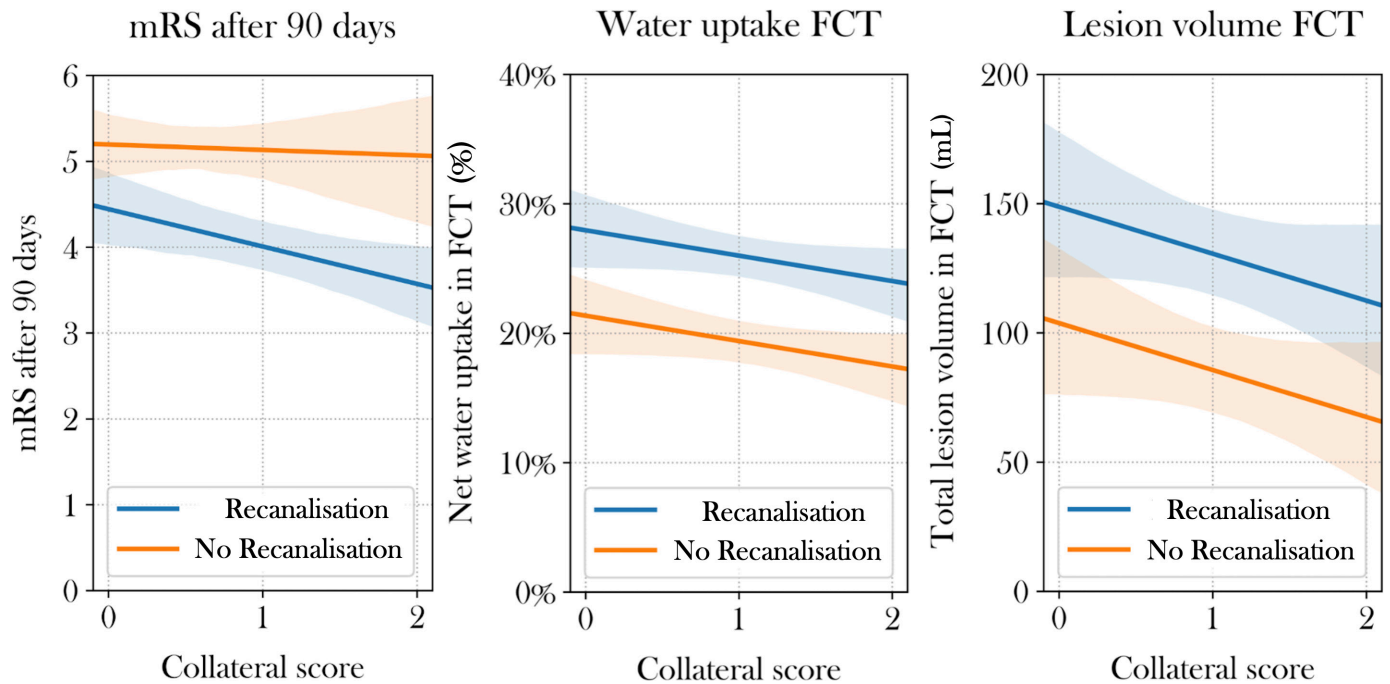 mRS after 90 days
mRS after 90 days
6
5
4
3
2
1
0
Recanalisation
No Recanalisation
0 1 2
Collateral score
Water uptake FCT
Net water uptake in FCT (%)
40%
30%
20%
10%
0%
Recanalisation
No Recanalisation
0 1 2
Collateral score
Lesion volume FCT
Total lesion volume in FCT (mL)
200
150
100
50
0
Recanalisation
No Recanalisation
0 1 2
Collateral score